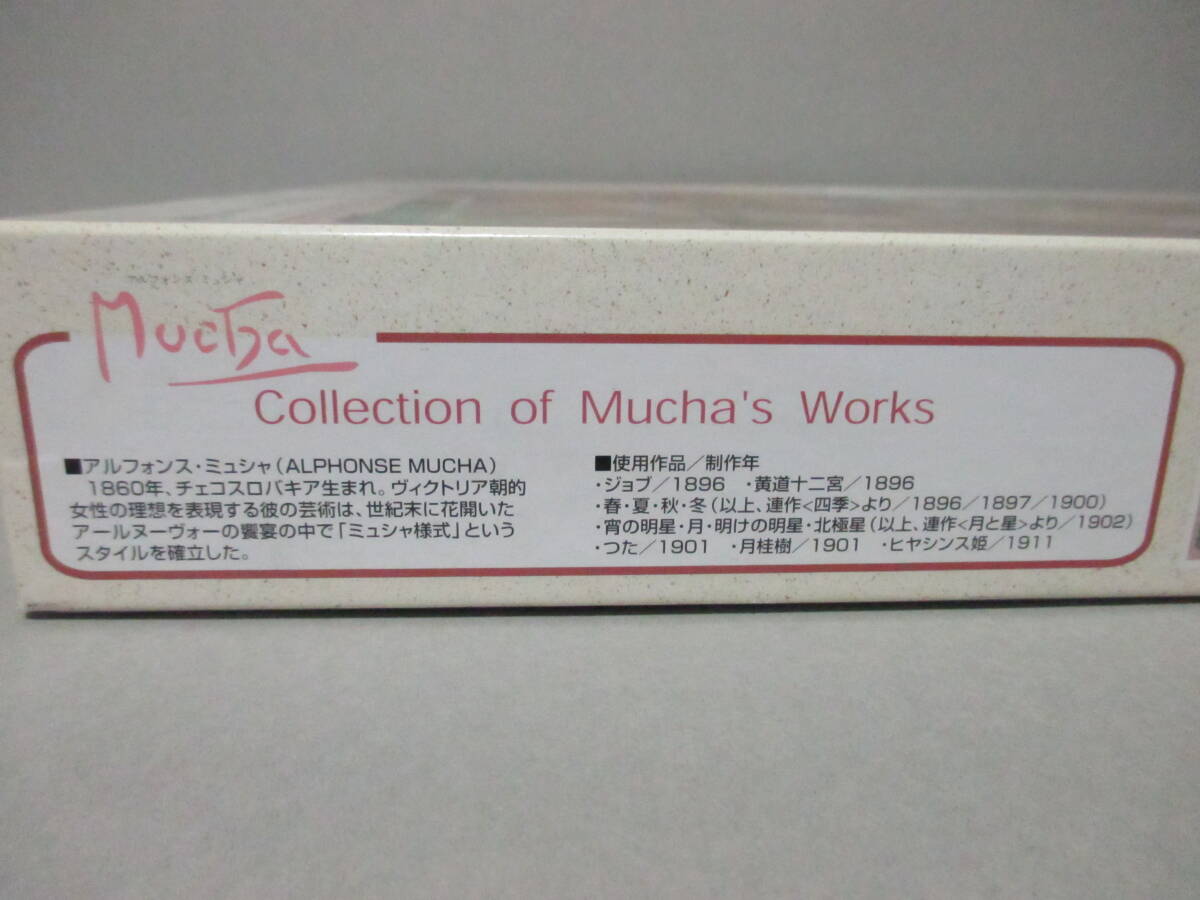 アルフォンス・ミュシャ
Mucha
Collection of Mucha's Works
■アルフォンス・ミュシャ(ALPHONSE MUCHA)
1860年、チェコスロバキア生まれ。ヴィクトリア朝的
女性の理想を表現する彼の芸術は、世紀末に花開いた
アールヌーヴォーの饗宴の中で「ミュシャ様式」という
スタイルを確立した。
■使用作品/制作年
・ジョブ/1896 ・黄道十二宮/1896
・春・夏・秋・冬(以上、連作<四季>より/1896/1897/1900)
・宵の明星・月・明けの明星・北極星(以上、連作<月と星>より/1902)
・つた/1901 ・月桂樹/1901 ・ヒヤシンス姫/1911